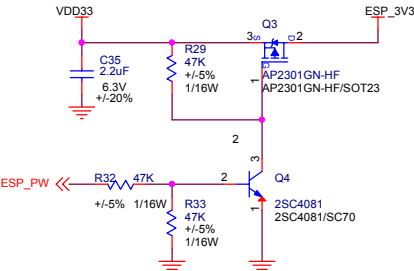 VDD33
ESP_3V3
Q3
3
S
D
2
C35
2.2uF
6.3V
+/-20%
R29
47K
+/-5%
1/16W
G
1
AP2301GN-HF
AP2301GN-HF/SOT23
2
3
Q4
ESP_PW
R32
47K
2
+/-5%
1/16W
R33
47K
+/-5%
1/16W
1
2SC4081
2SC4081/SC70